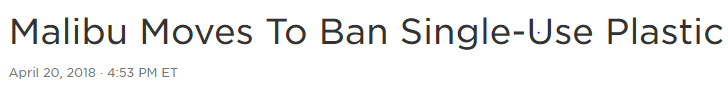 Malibu Moves To Ban Single-Use Plastic
April 20, 2018 · 4:53 PM ET